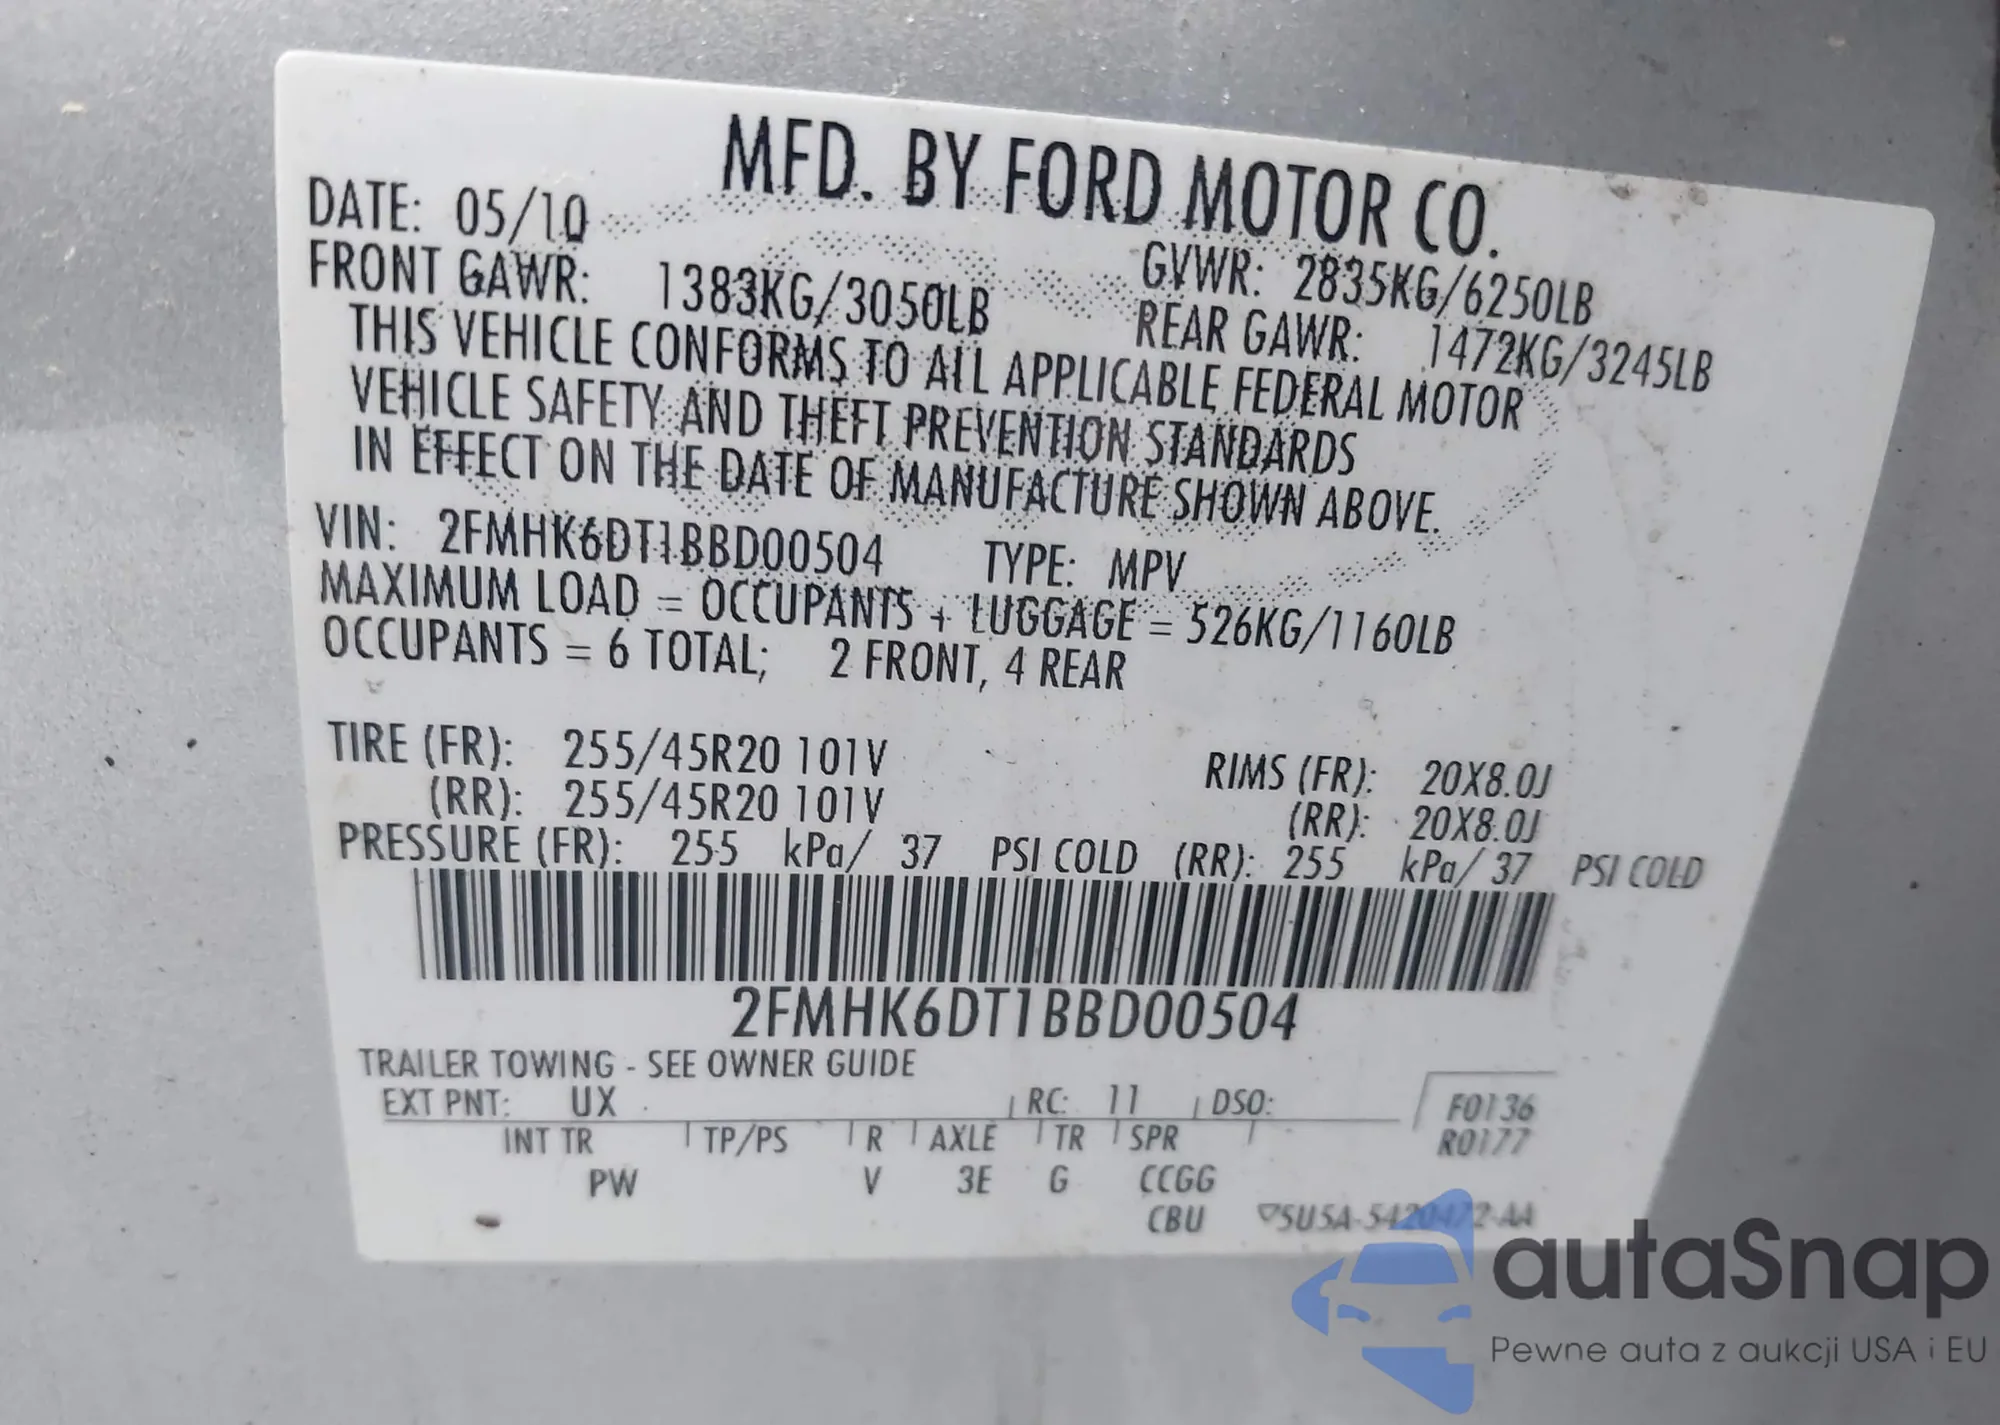 MFD. BY FORD MOTOR CO.
DATE: 05/10 GVWR: 2835KG/6250LB
FRONT GAWR: 1383KG/3050LB REAR GAWR: 1472KG/3245LB
THIS VEHICLE CONFORMS TO ALL APPLICABLE FEDERAL MOTOR
VEHICLE SAFETY AND THEFT PREVENTION STANDARDS
IN EFFECT ON THE DATE OF MANUFACTURE SHOWN ABOVE.
VIN: 2FMHK6DT1BBD00504 TYPE: MPV
MAXIMUM LOAD = OCCUPANTS + LUGGAGE = 526KG/1160LB
OCCUPANTS = 6 TOTAL; 2 FRONT, 4 REAR
TIRE (FR): 255/45R20 101V RIMS (FR): 20X8.0J
(RR): 255/45R20 101V (RR): 20X8.0J
PRESSURE (FR): 255 kPa/ 37 PSI COLD (RR): 255 kPa/ 37 PSI COLD
2FMHK6DT1BBD00504
TRAILER TOWING - SEE OWNER GUIDE
EXT PNT: UX RC: 11 DSO: F0136
INT TR TP/PS R AXLE TR SPR R0177
PW V 3E G CCGG
CBU ▽5U5A-5420472-AA
autaSnap
Pewne auta z aukcji USA i EU